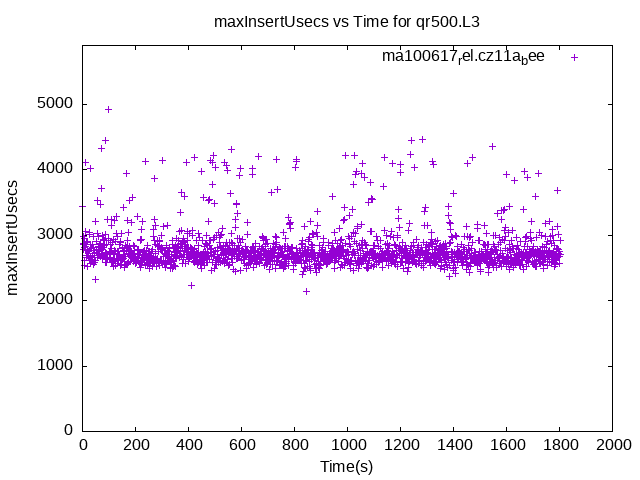 maxInsertUsecs vs Time for qr500.L3
ma100617_rel.cz11a_bee
maxInsertUsecs
5000
4000
3000
2000
1000
0
0 200 400 600 800 1000 1200 1400 1600 1800 2000
Time(s)